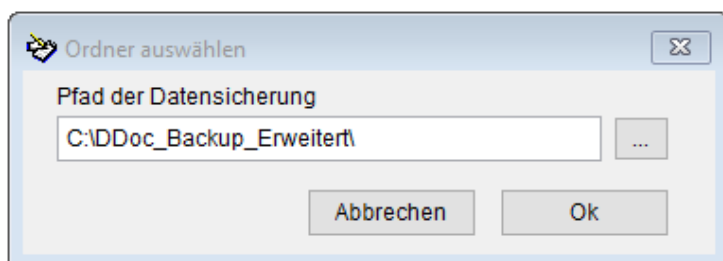 Ordner auswählen
Pfad der Datensicherung
C:\DDoc_Backup_Erweitert\
...
Abbrechen
Ok